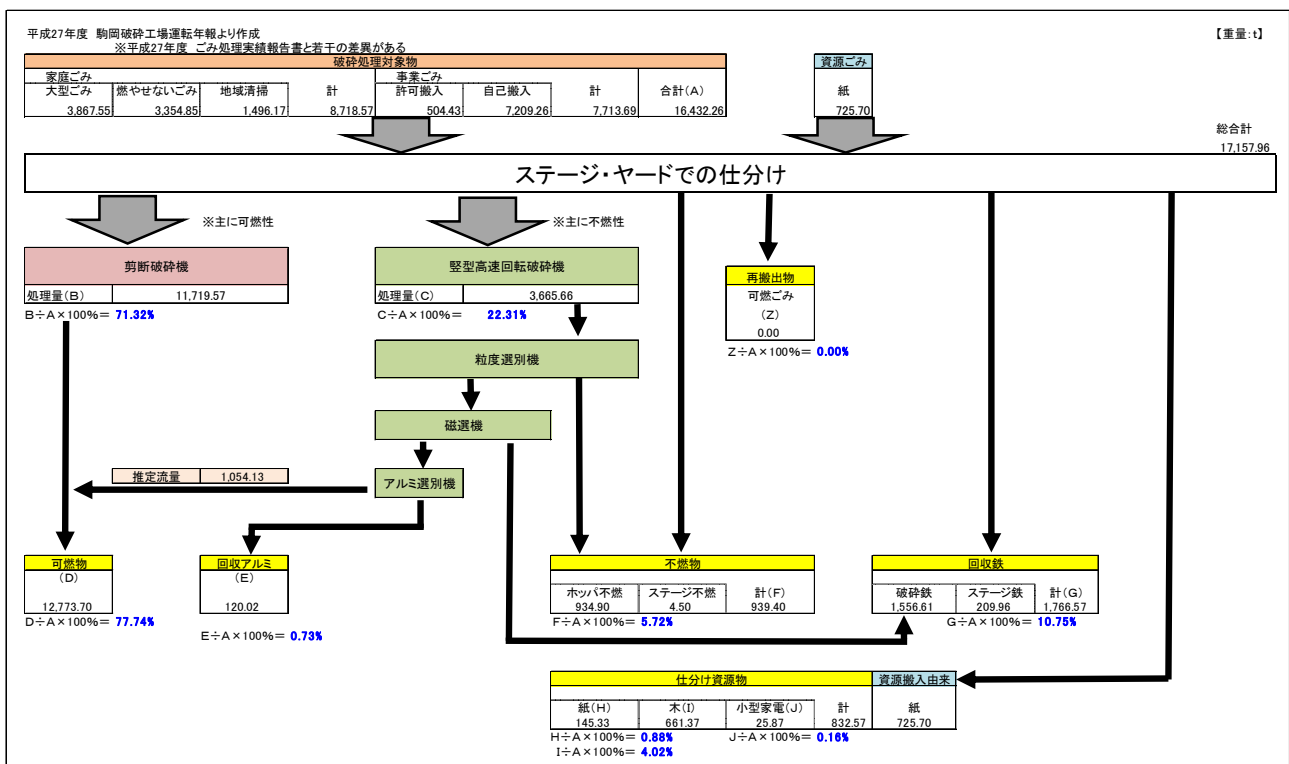 平成27年度 駒岡破砕工場運転年報より作成 【重量:t】
※平成27年度 ごみ処理実績報告書と若干の差異がある
破砕処理対象物 資源ごみ
家庭ごみ 事業ごみ
大型ごみ 燃やせないごみ 地域清掃 計 許可搬入 自己搬入 計 合計(A) 紙
3,867.55 3,354.85 1,496.17 8,718.57 504.43 7,209.26 7,713.69 16,432.26 725.70
総合計
17,157.96
ステージ・ヤードでの仕分け
※主に可燃性 ※主に不燃性
剪断破砕機 竪型高速回転破砕機 再搬出物
処理量(B) 11,719.57 処理量(C) 3,665.66 可燃ごみ
(Z)
0.00
B÷A×100%= 71.32% C÷A×100%= 22.31%
Z÷A×100%= 0.00%
粒度選別機
磁選機
推定流量 1,054.13 アルミ選別機
可燃物 回収アルミ 不燃物 回収鉄
(D) (E)
ホッパ不燃 ステージ不燃 計(F) 破砕鉄 ステージ鉄 計(G)
12,773.70 120.02 934.90 4.50 939.40 1,556.61 209.96 1,766.57
D÷A×100%= 77.74% E÷A×100%= 0.73% F÷A×100%= 5.72% G÷A×100%= 10.75%
仕分け資源物 資源搬入由来
紙(H) 木(I) 小型家電(J) 計 紙
145.33 661.37 25.87 832.57 725.70
H÷A×100%= 0.88% J÷A×100%= 0.16%
I÷A×100%= 4.02%